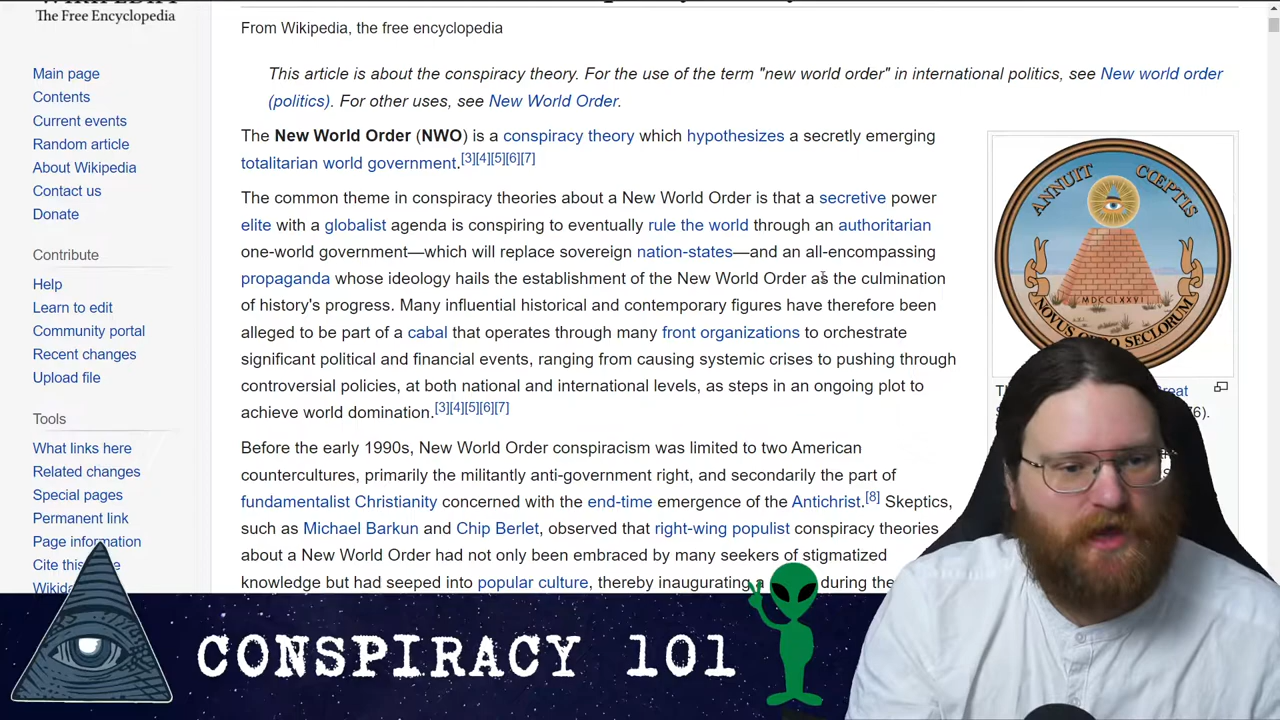 The Free Encyclopedia
Main page
Contents
Current events
Random article
About Wikipedia
Contact us
Donate
Contribute
Help
Learn to edit
Community portal
Recent changes
Upload file
Tools
What links here
Related changes
Special pages
Permanent link
Page information
From Wikipedia, the free encyclopedia
This article is about the conspiracy theory. For the use of the term "new world order" in international politics, see New world order
(politics). For other uses, see New World Order.
The New World Order (NWO) is a conspiracy theory which hypothesizes a secretly emerging
totalitarian world government.[3][4][5][6][7]
The common theme in conspiracy theories about a New World Order is that a secretive power
elite with a globalist agenda is conspiring to eventually rule the world through an authoritarian
one-world government—which will replace sovereign nation-states—and an all-encompassing
propaganda whose ideology hails the establishment of the New World Order as the culmination
of history's progress. Many influential historical and contemporary figures have therefore been
alleged to be part of a cabal that operates through many front organizations to orchestrate
significant political and financial events, ranging from causing systemic crises to pushing through
controversial policies, at both national and international levels, as steps in an ongoing plot to
achieve world domination.[3][4][5][6][7]
Before the early 1990s, New World Order conspiracism was limited to two American
countercultures, primarily the militantly anti-government right, and secondarily the part of
fundamentalist Christianity concerned with the end-time emergence of the Antichrist.[8] Skeptics,
such as Michael Barkun and Chip Berlet, observed that right-wing populist conspiracy theories
about a New World Order had not only been embraced by many seekers of stigmatized
knowledge but had seeped into popular culture, thereby inaugurating a during the
ANNUIT CŒPTIS
MDCCLXXVI
NOVUS SECLORUM
CONSPIRACY 101